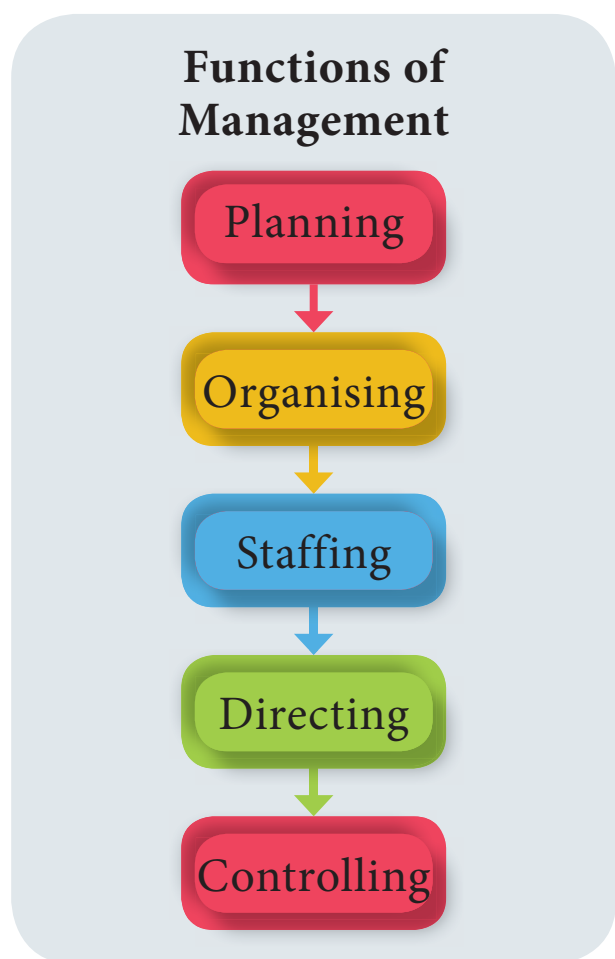 Functions of
Management
Planning
Organising
Staffing
Directing
Controlling